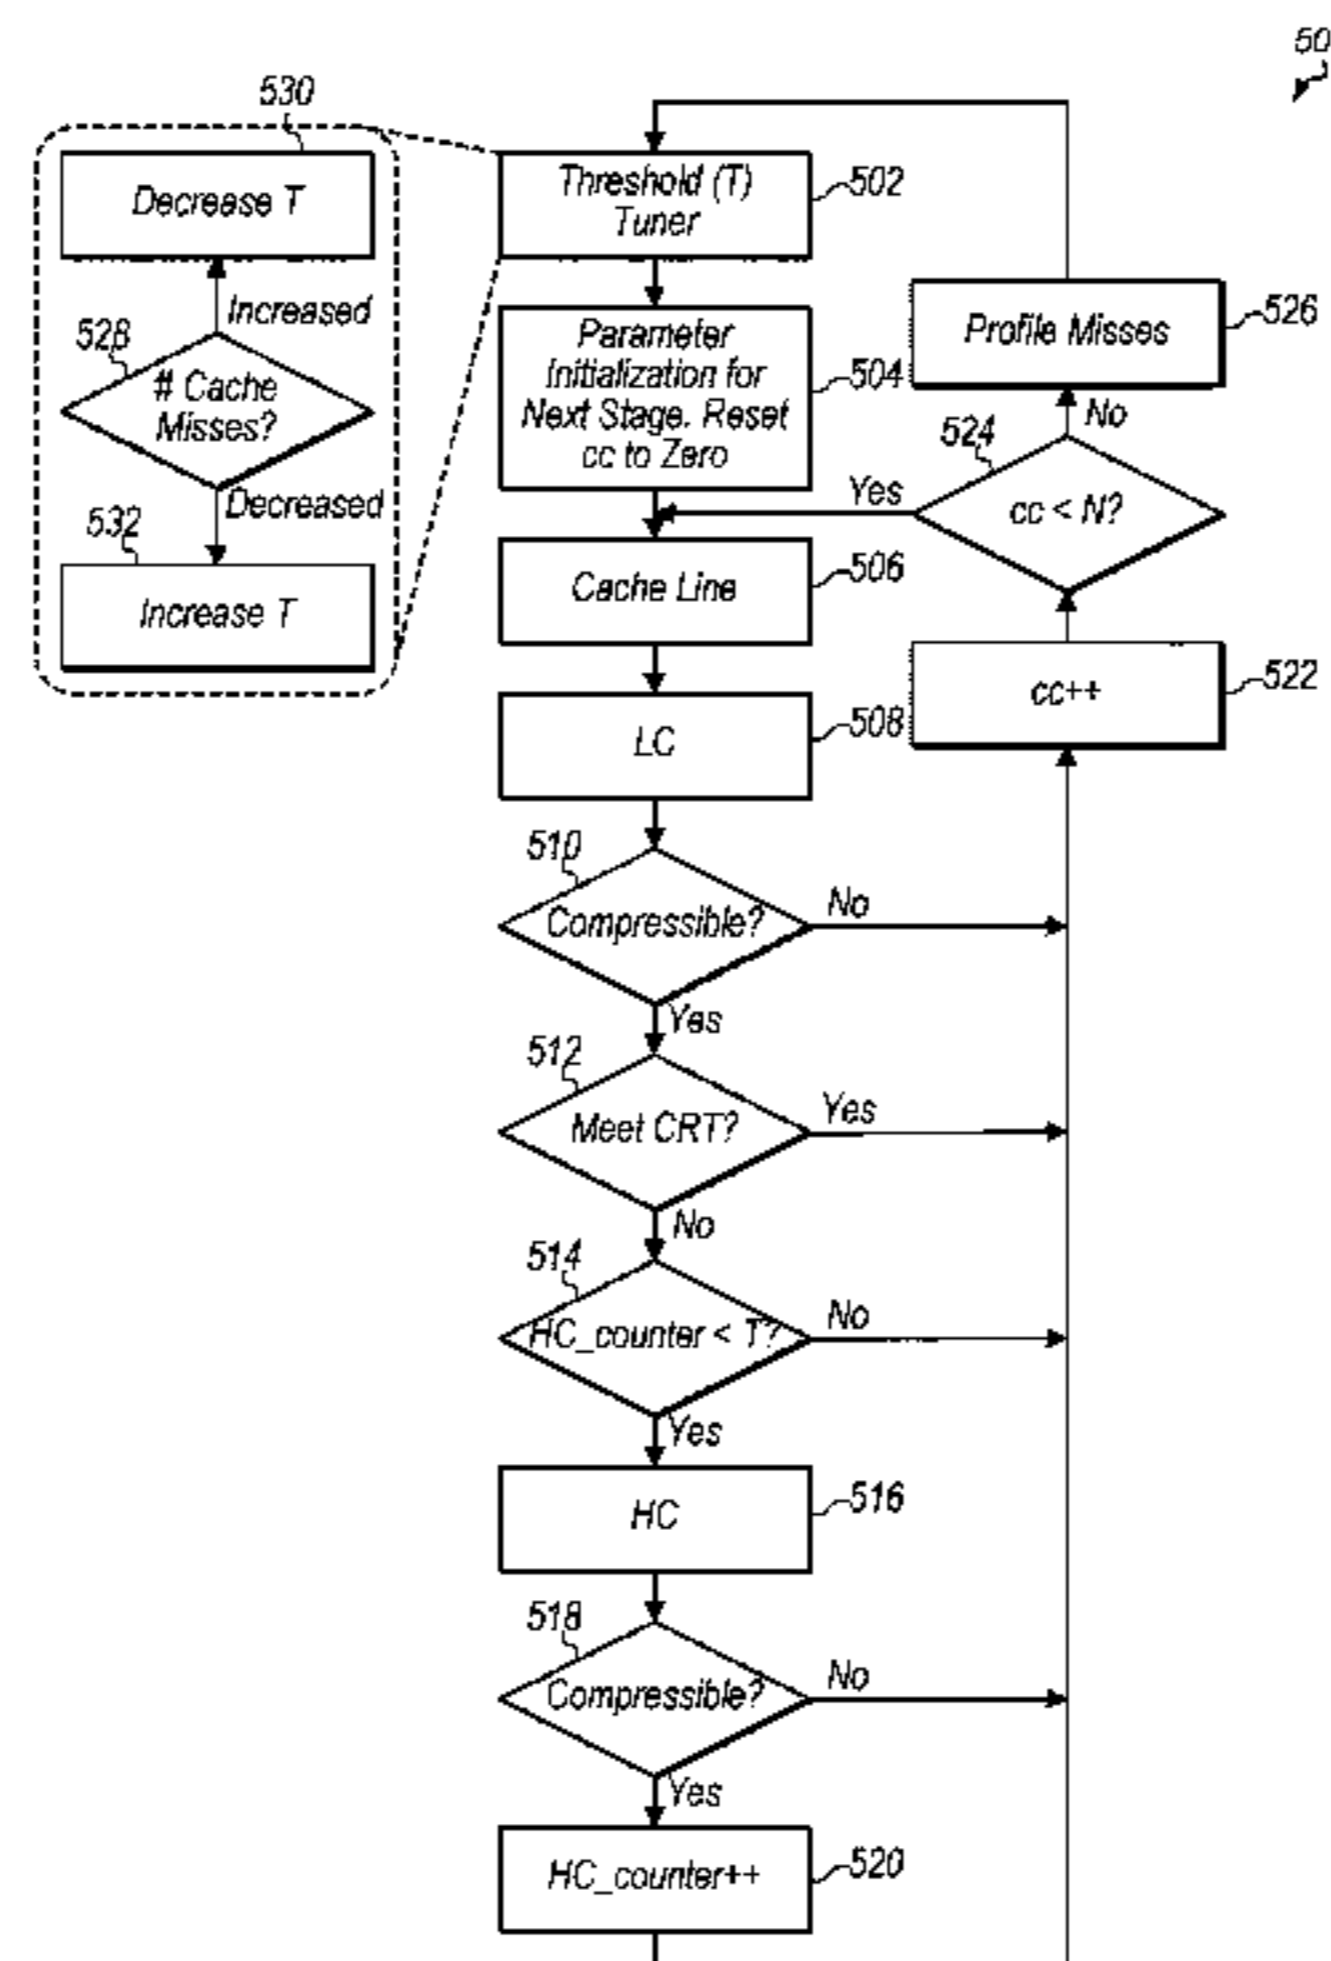 50
530
Decrease T
Increased
528
# Cache
Misses?
Decreased
532
Increase T
Threshold (T)
Tuner
502
Parameter
Initialization for
Next Stage. Reset
cc to Zero
504
Profile Misses
526
No
524
cc < N?
Yes
Cache Line
506
cc++
522
LC
508
510
Compressible?
No
Yes
512
Meet CRT?
Yes
No
514
HC_counter < T?
No
Yes
HC
516
518
Compressible?
No
Yes
HC_counter++
520